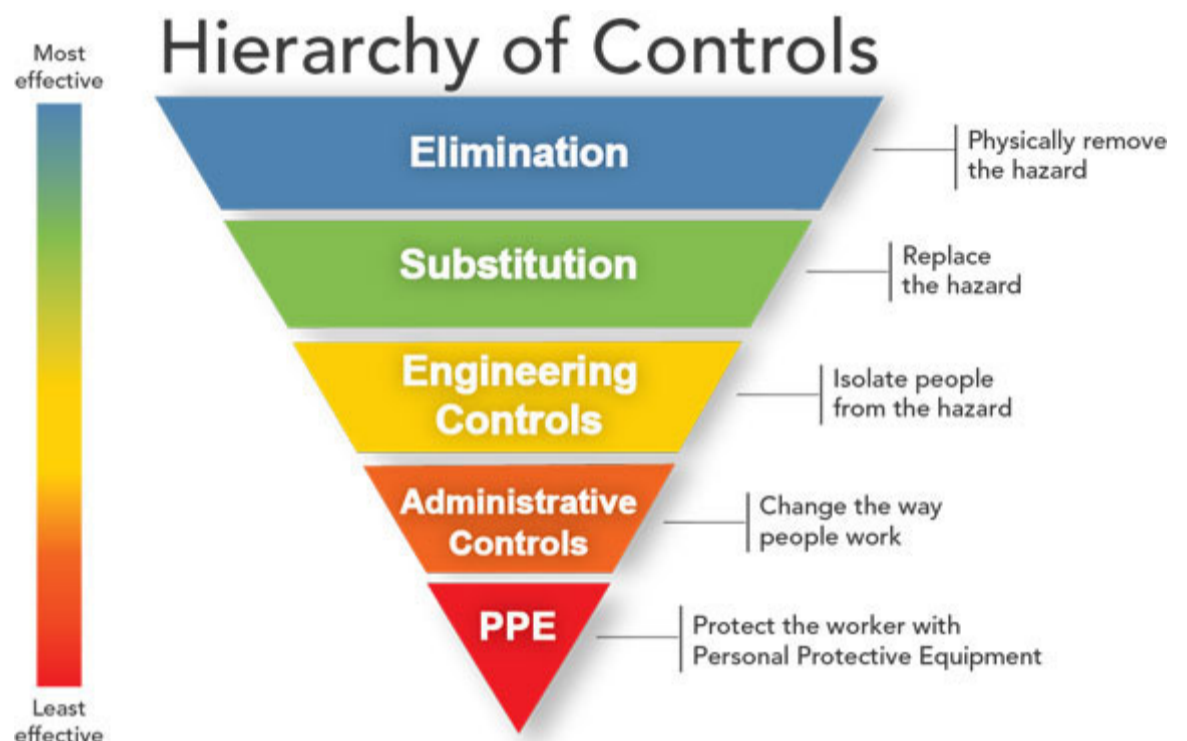 Hierarchy of Controls
Most
effective
Elimination
Physically remove
the hazard
Substitution
Replace
the hazard
Engineering
Controls
Isolate people
from the hazard
Administrative
Controls
Change the way
people work
PPE
Protect the worker with
Personal Protective Equipment
Least
effective